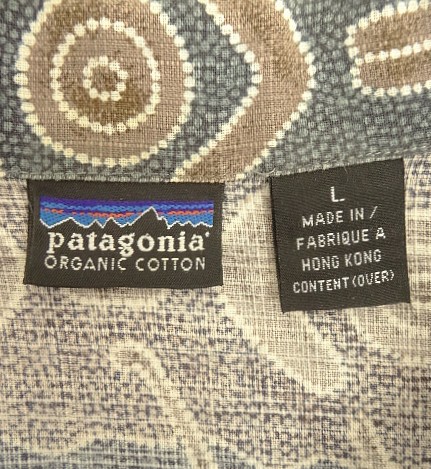 patagonia®
ORGANIC COTTON
L
MADE IN /
FABRIQUE A
HONG KONG
CONTENT (OVER)